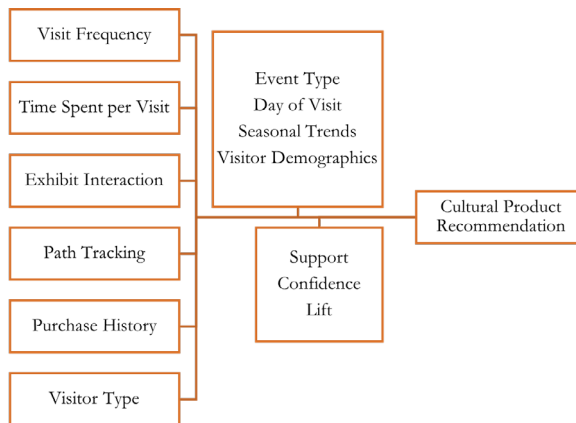 Visit Frequency
Time Spent per Visit
Exhibit Interaction
Path Tracking
Purchase History
Visitor Type
Event Type
Day of Visit
Seasonal Trends
Visitor Demographics
Support
Confidence
Lift
Cultural Product
Recommendation